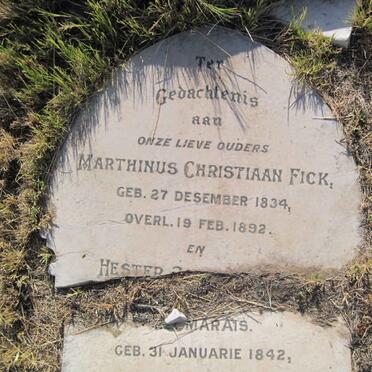 Ter
Gedachtenis
aan
ONZE LIEVE OUDERS
MARTHINUS CHRISTIAAN FICK,
GEB. 27 DESEMBER 1834,
OVERL. 19 FEB. 1892.
EN
HESTER
MARAIS.
GEB. 31 JANUARIE 1842,